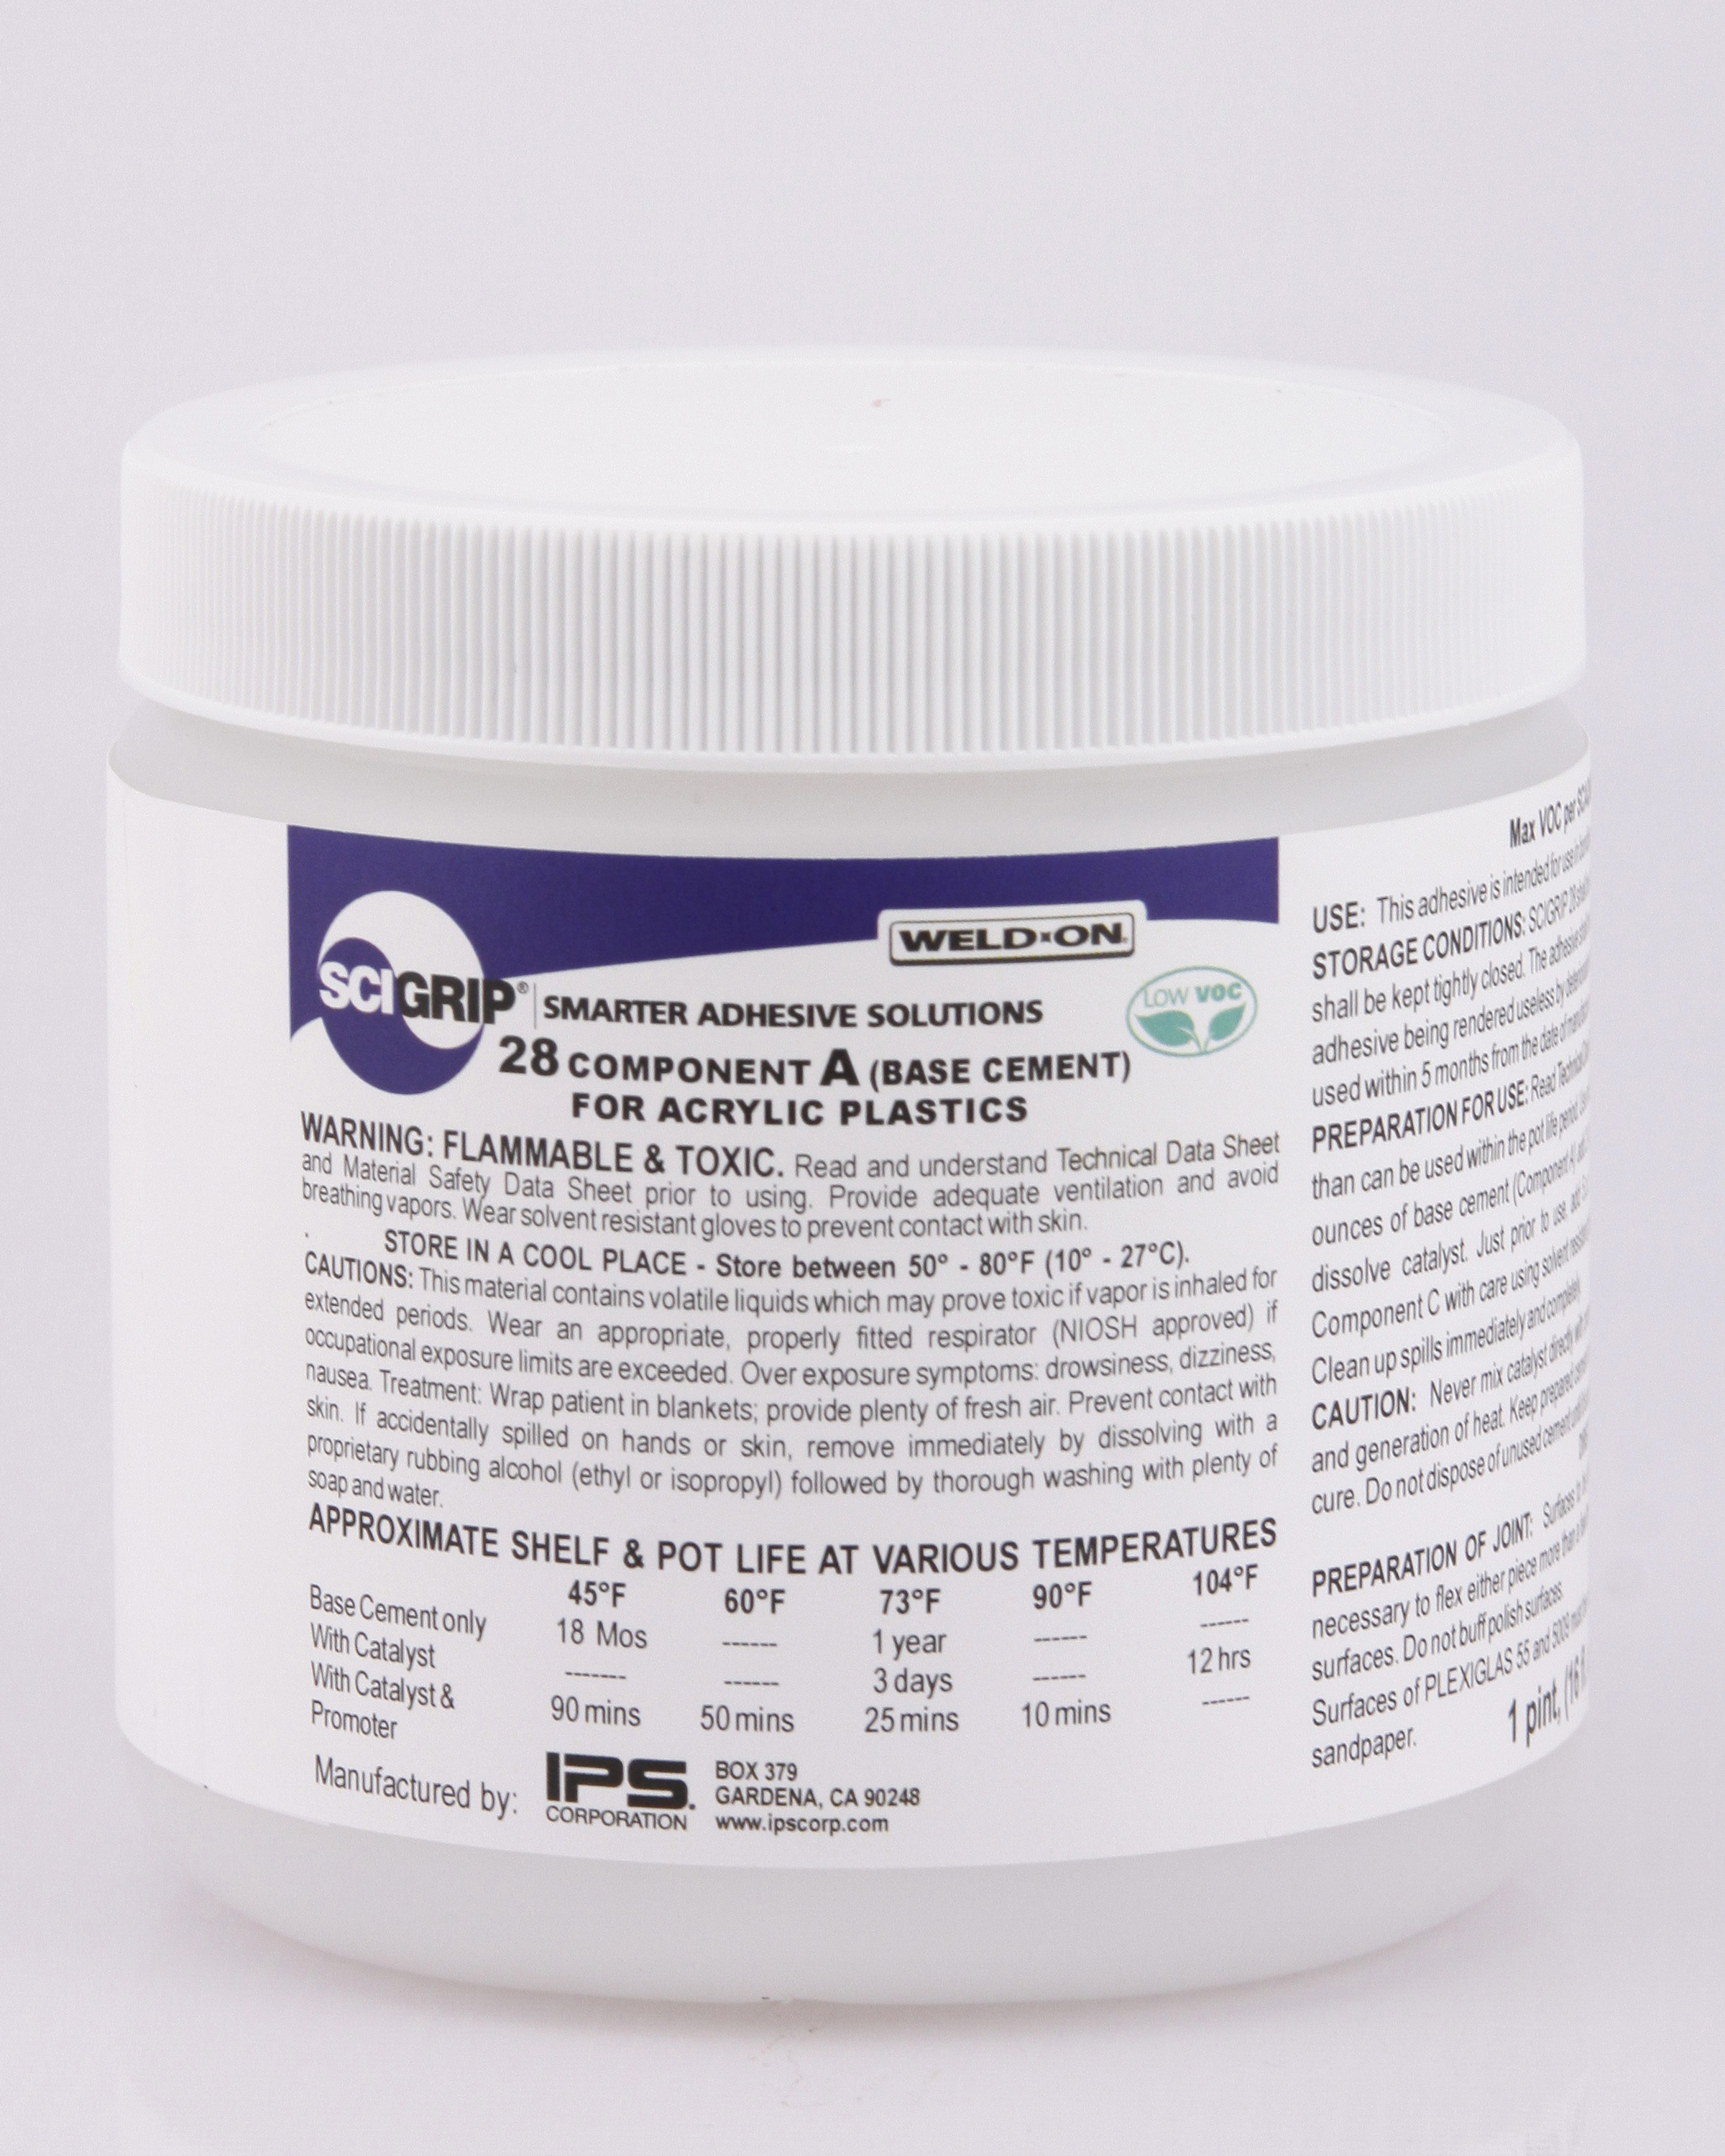 WELD-ON
SCIGRIP® SMARTER ADHESIVE SOLUTIONS
LOW VOC
28 COMPONENT A (BASE CEMENT)
FOR ACRYLIC PLASTICS
WARNING: FLAMMABLE & TOXIC. Read and understand Technical Data Sheet
and Material Safety Data Sheet prior to using. Provide adequate ventilation and avoid
breathing vapors. Wear solvent resistant gloves to prevent contact with skin.
STORE IN A COOL PLACE - Store between 50° - 80°F (10° - 27°C).
CAUTIONS: This material contains volatile liquids which may prove toxic if vapor is inhaled for
extended periods. Wear an appropriate, properly fitted respirator (NIOSH approved) if
occupational exposure limits are exceeded. Over exposure symptoms: drowsiness, dizziness,
nausea. Treatment: Wrap patient in blankets; provide plenty of fresh air. Prevent contact with
skin. If accidentally spilled on hands or skin, remove immediately by dissolving with a
proprietary rubbing alcohol (ethyl or isopropyl) followed by thorough washing with plenty of
soap and water.
APPROXIMATE SHELF & POT LIFE AT VARIOUS TEMPERATURES
45°F 60°F 73°F 90°F 104°F
Base Cement only 18 Mos ------ 1 year ------ ------
With Catalyst ------- ------ 3 days ------ 12 hrs
With Catalyst &
Promoter 90 mins 50 mins 25 mins 10 mins ------
Manufactured by: IPS CORPORATION
BOX 379
GARDENA, CA 90248
www.ipscorp.com
Max VOC per
USE: This adhesive is intended for use in
STORAGE CONDITIONS: SCIGRIP 28
shall be kept tightly closed. The adhesive
adhesive being rendered useless by
used within 5 months from the date of
PREPARATION FOR USE: Read Technical
than can be used within the pot life period.
ounces of base cement (Component A)
dissolve catalyst. Just prior to use, add
Component C with care using solvent
Clean up spills immediately and completely.
CAUTION: Never mix catalyst directly with
and generation of heat. Keep prepared
cure. Do not dispose of unused cement
PREPARATION OF JOINT: Surfaces to
necessary to flex either piece more than a
surfaces. Do not buff polish surfaces.
Surfaces of PLEXIGLAS 55 and 5009 must
sandpaper.
1 pint, (16